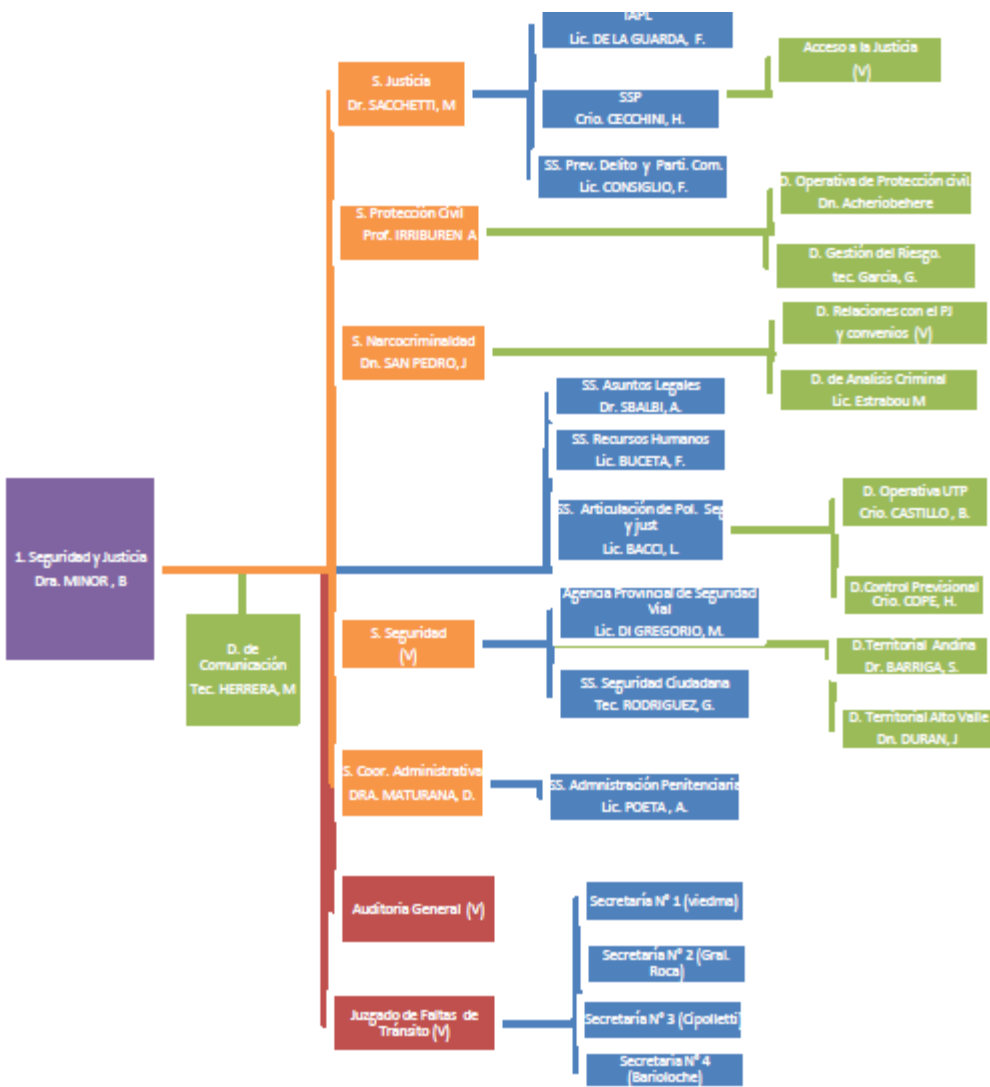 IAPL
Lic. DE LA GUARDA, F.
Acceso a la Justicia
(V)
S. Justicia
Dr. SACCHETTI, M
SSP
Crio. CECCHINI, H.
SS. Prev. Delito y Parti. Com.
Lic. CONSIGLIO, F.
D. Operativa de Protección civil.
Dn. Acheriobehere
S. Protección Civil
Prof. IRRIBUREN A
D. Gestión del Riesgo.
tec. García, G.
D. Relaciones con el PJ
y convenios (V)
S. Narcocriminaldad
Dn. SAN PEDRO, J
D. de Analisis Criminal
Lic. Estrabou M
SS. Asuntos Legales
Dr. SBALBI, A.
SS. Recursos Humanos
Lic. BUCETA, F.
SS. Articulación de Pol. Seg
y just
Lic. BACCI, L.
D. Operativa UTP
Crio. CASTILLO, B.
D.Control Previsional
Crio. COPE, H.
1. Seguridad y Justicia
Dra. MINOR , B
D. de
Comunicación
Tec. HERRERA, M
Agencia Provincial de Seguridad
Vial
Lic. DI GREGORIO, M.
S. Seguridad
(V)
D.Territorial Andina
Dr. BARRIGA, S.
SS. Seguridad Ciudadana
Tec. RODRIGUEZ, G.
D. Territorial Alto Valle
Dn. DURAN, J
S. Coor. Administrativa
DRA. MATURANA, D.
SS. Admnistración Penitenciaria
Lic. POETA , A.
Auditoria General (V)
Secretaría N° 1 (viedma)
Secretaría N° 2 (Gral.
Roca)
Juzgado de Faltas de
Tránsito (V)
Secretaría N° 3 (Cipolletti)
Secretaria N° 4
(Barioloche)